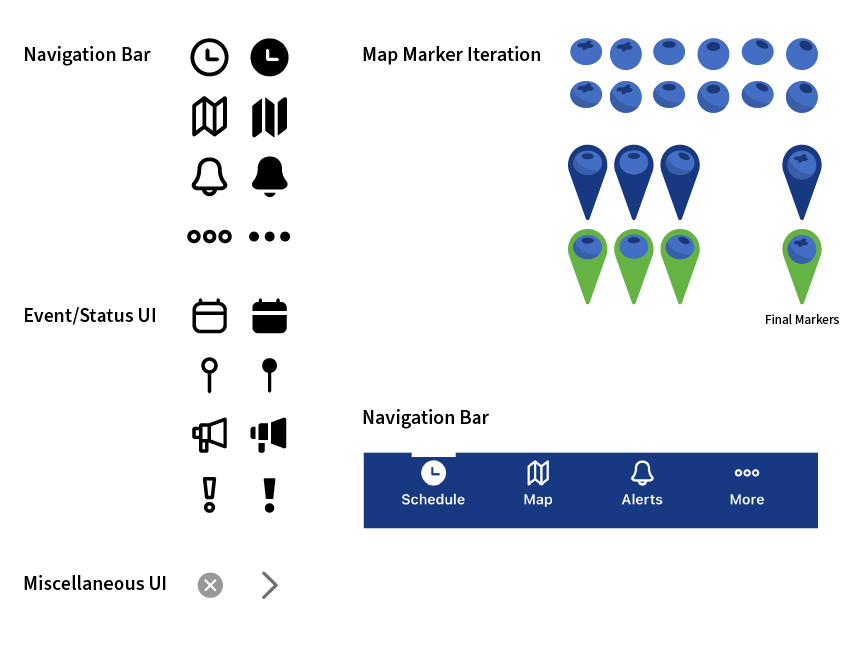 Navigation Bar
Event/Status UI
Miscellaneous UI
Map Marker Iteration
Final Markers
Navigation Bar
Schedule
Map
Alerts
More